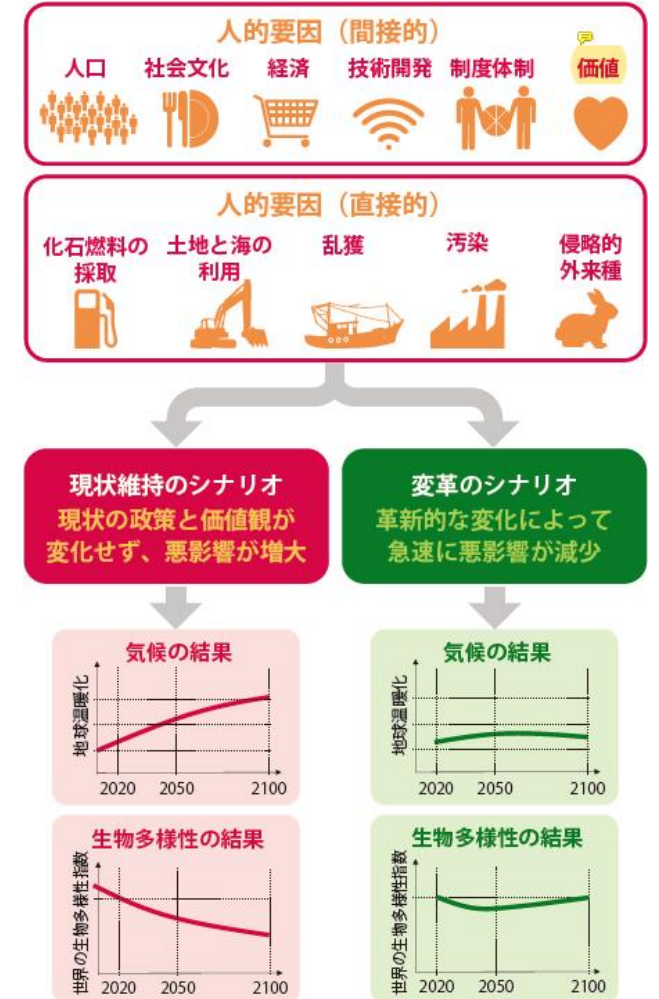 人的要因（間接的）
人口 社会文化 経済 技術開発 制度体制 価値
人的要因（直接的）
化石燃料の
採取
土地と海の
利用
乱獲
汚染
侵略的
外来種
現状維持のシナリオ
現状の政策と価値観が
変化せず、悪影響が増大
変革のシナリオ
革新的な変化によって
急速に悪影響が減少
気候の結果
地球温暖化
2020 2050 2100
気候の結果
地球温暖化
2020 2050 2100
生物多様性の結果
世界の生物多様性指数
2020 2050 2100
生物多様性の結果
世界の生物多様性指数
2020 2050 2100